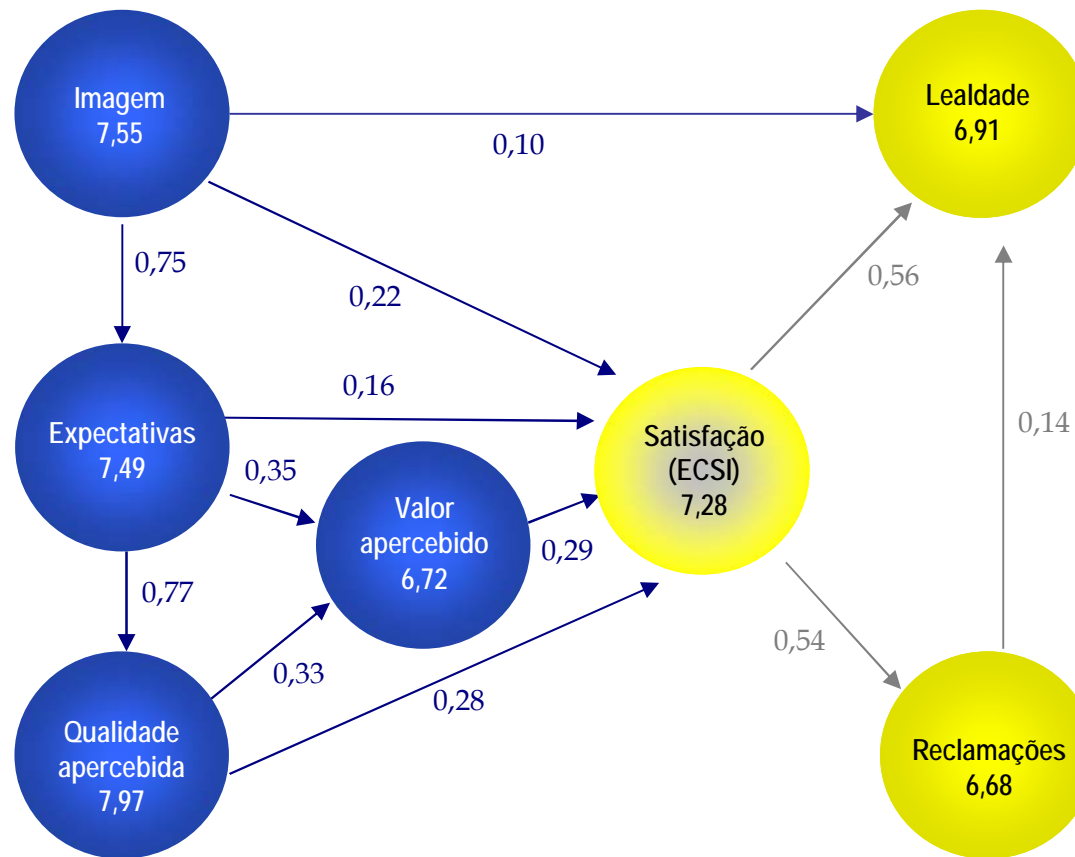 Imagem
7,55
Lealdade
6,91
0,10
0,75
0,22
0,56
Expectativas
7,49
0,16
0,35
Valor
apercebido
6,72
0,29
Satisfação
(ECSI)
7,28
0,14
0,77
0,33
0,28
0,54
Qualidade
apercebida
7,97
Reclamações
6,68